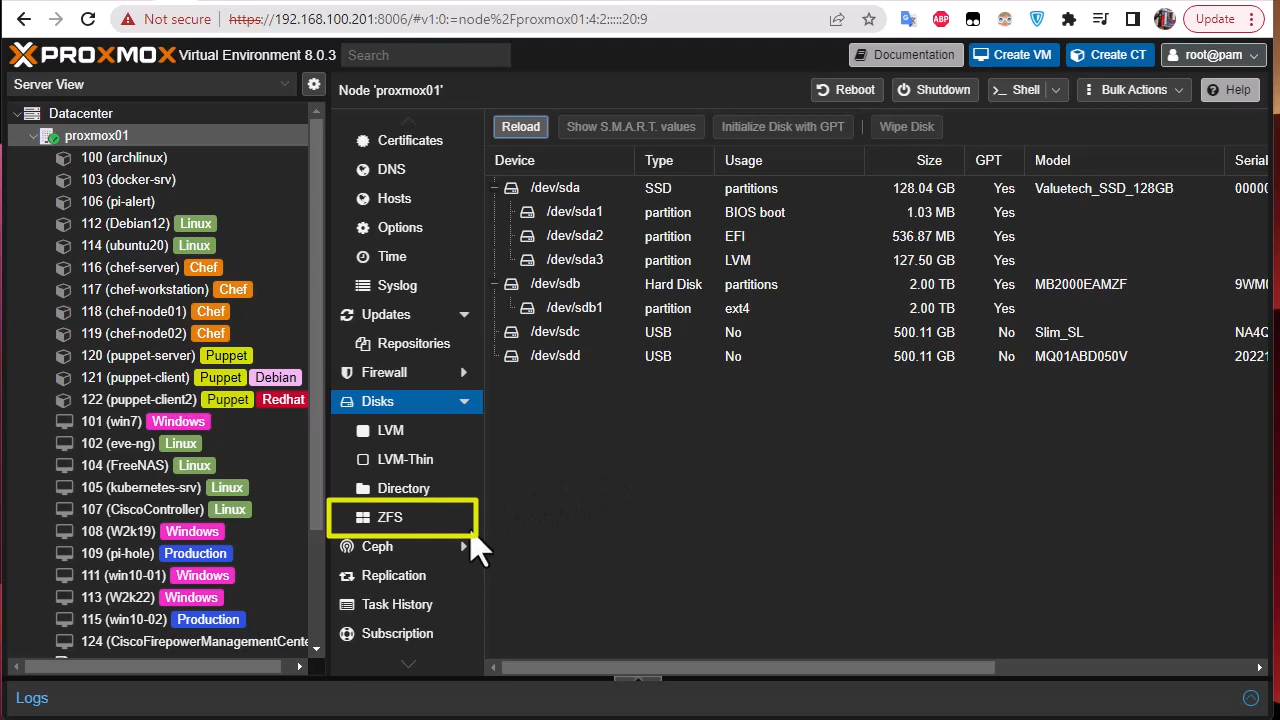 Not secure https://192.168.100.201:8006/#v1:0:=node%2Fproxmox01:4:2:::::20:9 ABP Update
PROXMOX Virtual Environment 8.0.3 Search Documentation Create VM Create CT root@pam
Server View
Node 'proxmox01' Reboot Shutdown >_ Shell Bulk Actions Help
Datacenter
proxmox01
100 (archlinux)
103 (docker-srv)
106 (pi-alert)
112 (Debian12) Linux
114 (ubuntu20) Linux
116 (chef-server) Chef
117 (chef-workstation) Chef
118 (chef-node01) Chef
119 (chef-node02) Chef
120 (puppet-server) Puppet
121 (puppet-client) Puppet Debian
122 (puppet-client2) Puppet Redhat
101 (win7) Windows
102 (eve-ng) Linux
104 (FreeNAS) Linux
105 (kubernetes-srv) Linux
107 (CiscoController) Linux
108 (W2k19) Windows
109 (pi-hole) Production
111 (win10-01) Windows
113 (W2k22) Windows
115 (win10-02) Production
124 (CiscoFirepowerManagementCente
Certificates
DNS
Hosts
Options
Time
Syslog
Updates
Repositories
Firewall
Disks
LVM
LVM-Thin
Directory
ZFS
Ceph
Replication
Task History
Subscription
Reload Show S.M.A.R.T. values Initialize Disk with GPT Wipe Disk
Device Type Usage Size GPT Model Serial
/dev/sda SSD partitions 128.04 GB Yes Valuetech_SSD_128GB 00000
/dev/sda1 partition BIOS boot 1.03 MB Yes
/dev/sda2 partition EFI 536.87 MB Yes
/dev/sda3 partition LVM 127.50 GB Yes
/dev/sdb Hard Disk partitions 2.00 TB Yes MB2000EAMZF 9WM0
/dev/sdb1 partition ext4 2.00 TB Yes
/dev/sdc USB No 500.11 GB No Slim_SL NA4Q
/dev/sdd USB No 500.11 GB No MQ01ABD050V 20221
Logs